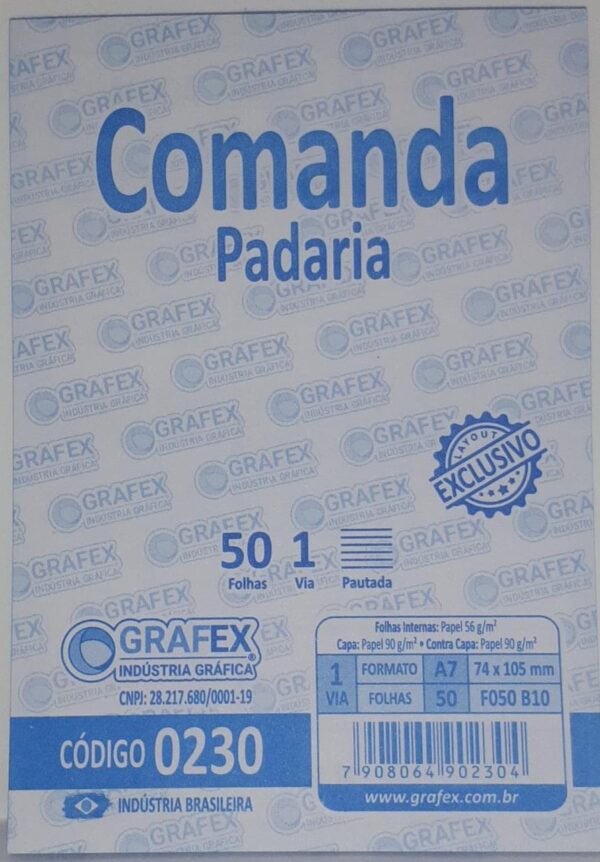 Comanda
Padaria
LAYOUT
EXCLUSIVO
50 1
Folhas Via Pautada
GRAFEX®
INDÚSTRIA GRÁFICA
CNPJ: 28.217.680/0001-19
CÓDIGO 0230
INDÚSTRIA BRASILEIRA
Folhas Internas: Papel 56 g/m²
Capa: Papel 90 g/m² • Contra Capa: Papel 90 g/m²
1 VIA FORMATO A7 74 x 105 mm
FOLHAS 50 F050 B10
7 908064 902304
www.grafex.com.br